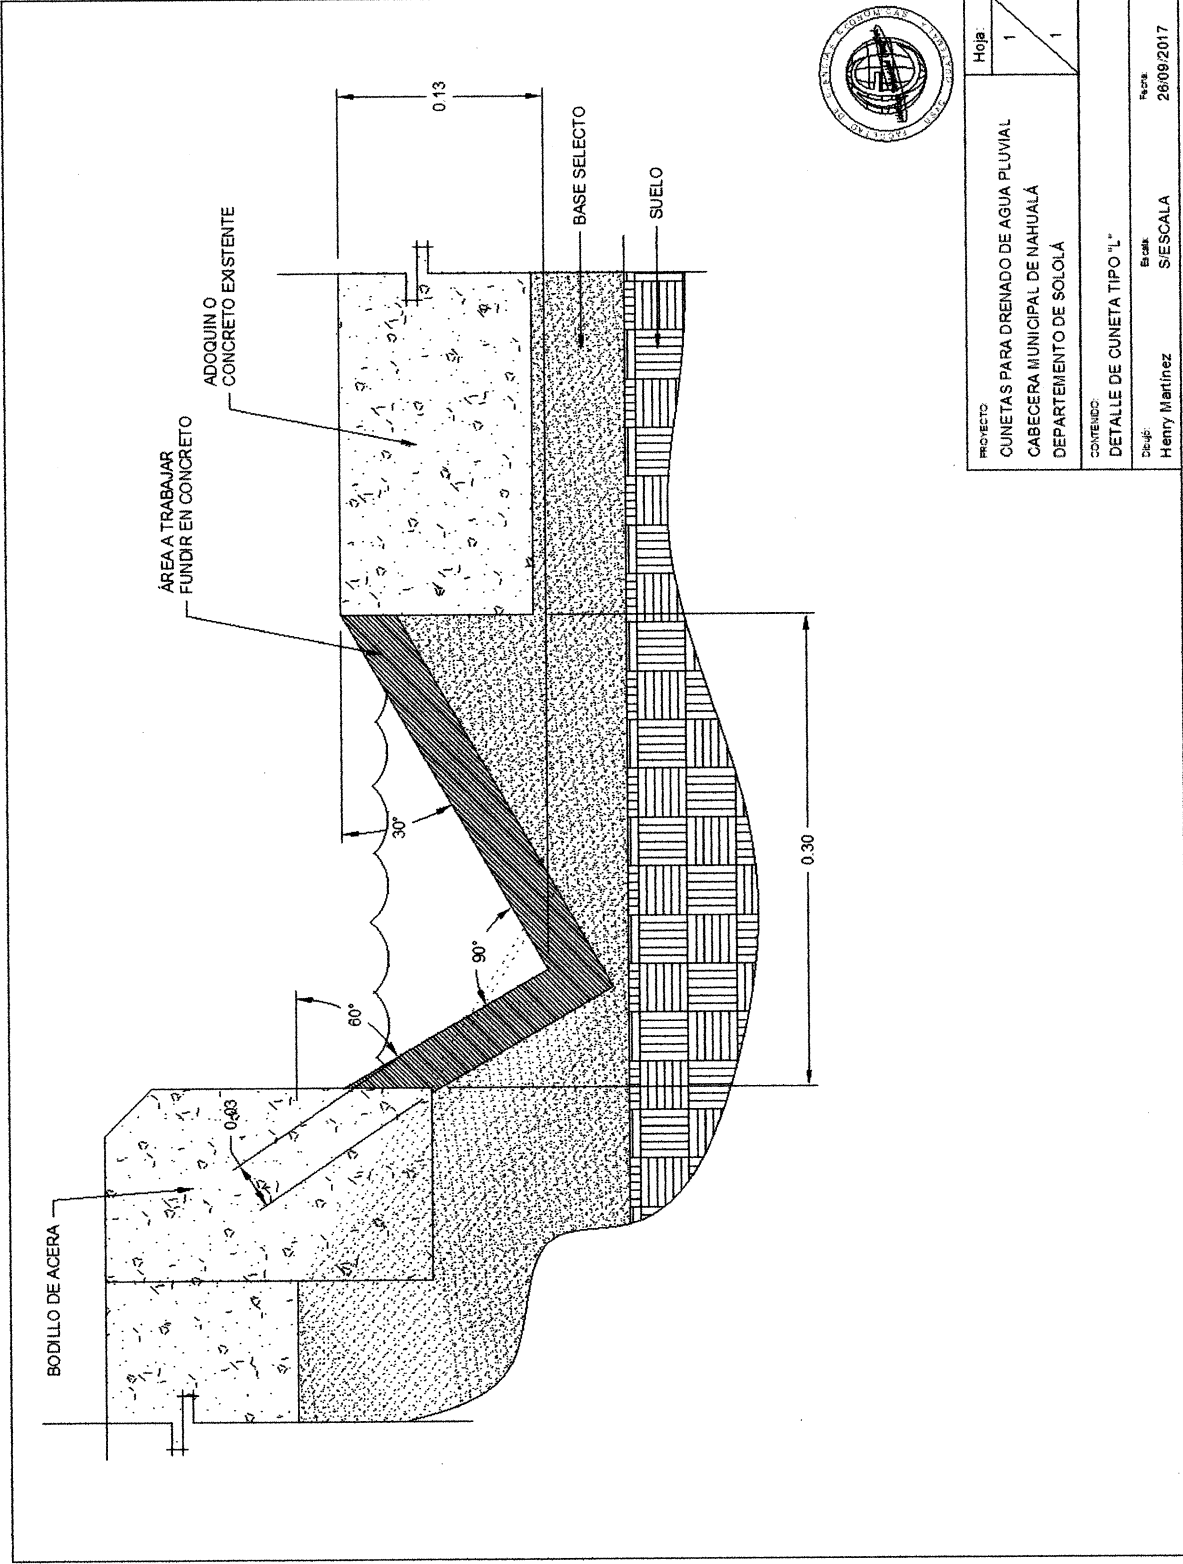 BODILLO DE ACERA
ÁREA A TRABAJAR
FUNDIR EN CONCRETO
ADOQUIN O
CONCRETO EXISTENTE
0.13
0.03
60°
90°
30°
BASE SELECTO
SUELO
0.30
PROYECTO:
CUNETAS PARA DRENADO DE AGUA PLUVIAL
CABECERA MUNICIPAL DE NAHUALÁ
DEPARTEMENTO DE SOLOLÁ
Hoja:
1
1
CONTENIDO:
DETALLE DE CUNETA TIPO "L"
Dibujó:
Henry Martínez
Escala:
S/ESCALA
Fecha:
26/09/2017